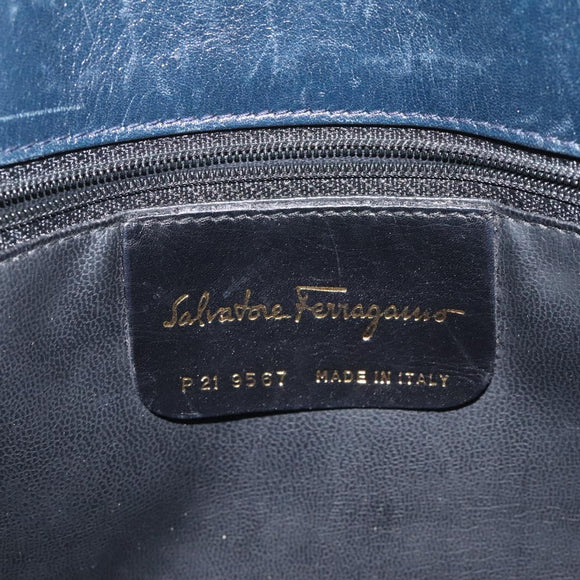 Salvatore Ferragamo
P 21 9567 MADE IN ITALY